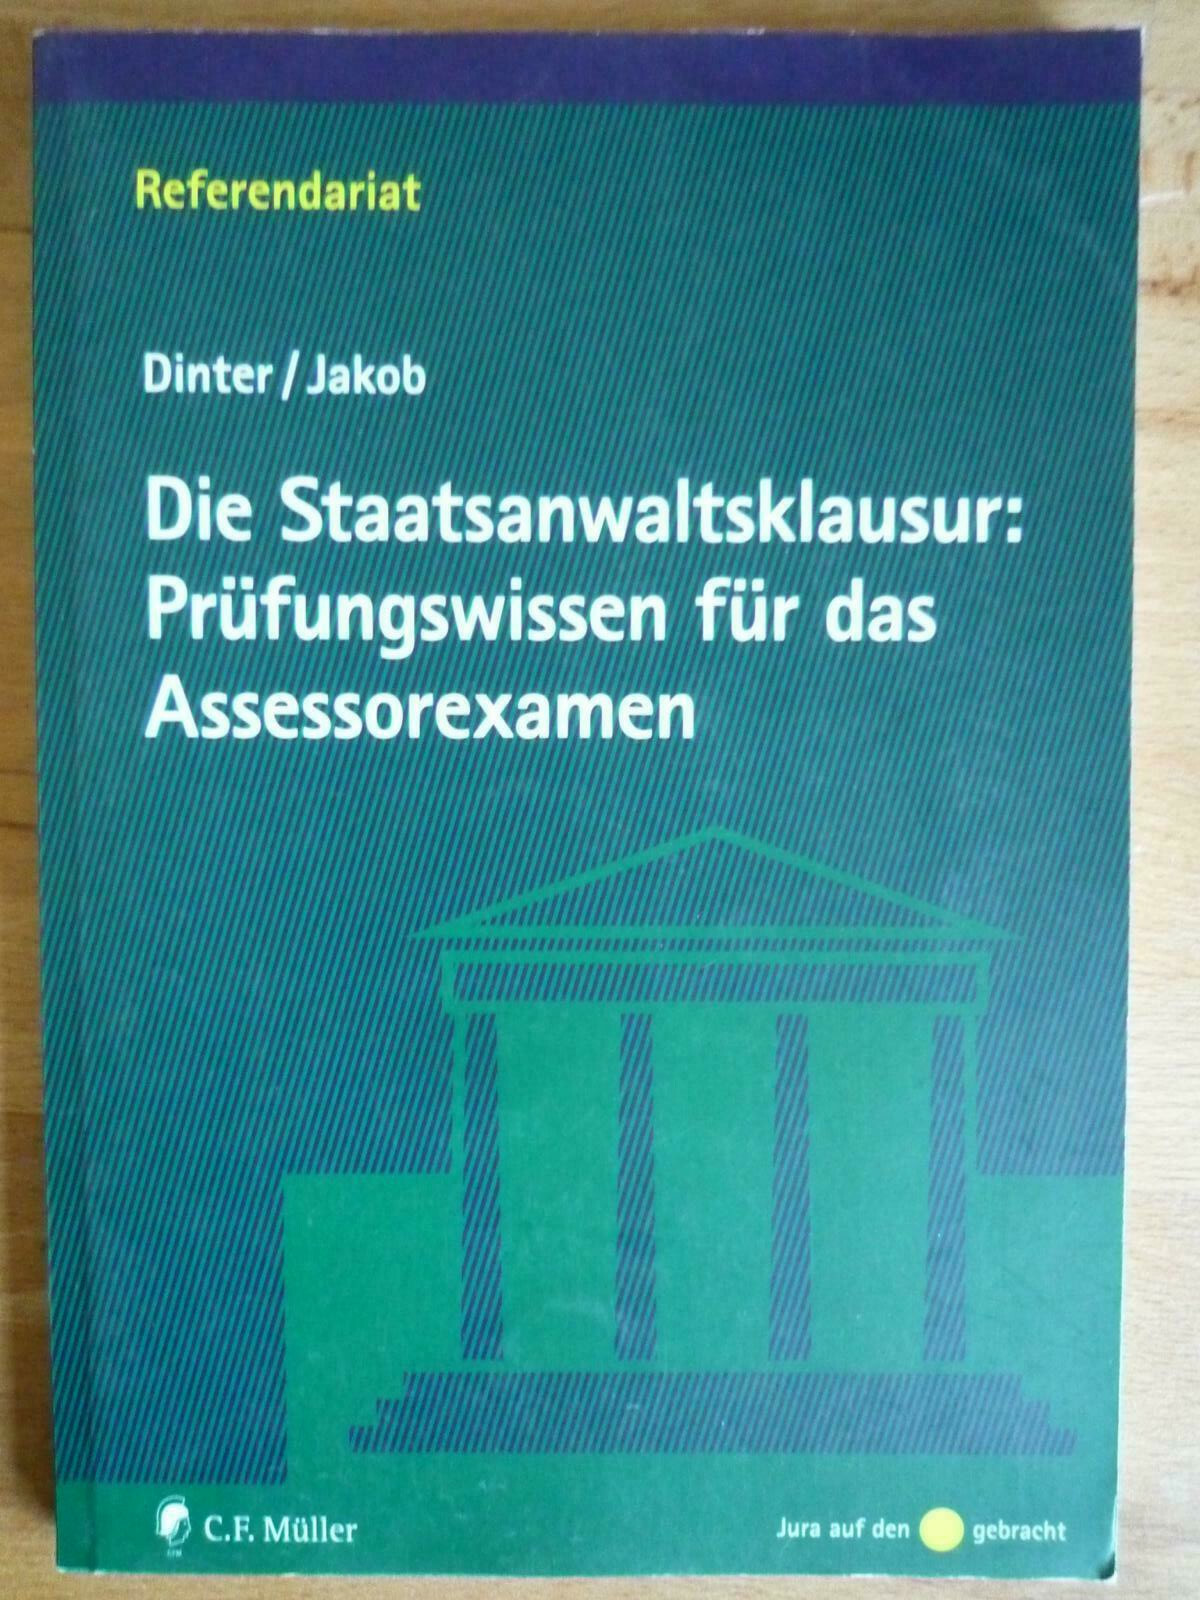 Referendariat
Dinter / Jakob
Die Staatsanwaltsklausur:
Prüfungswissen für das
Assessorexamen
C.F. Müller
Jura auf den gebracht